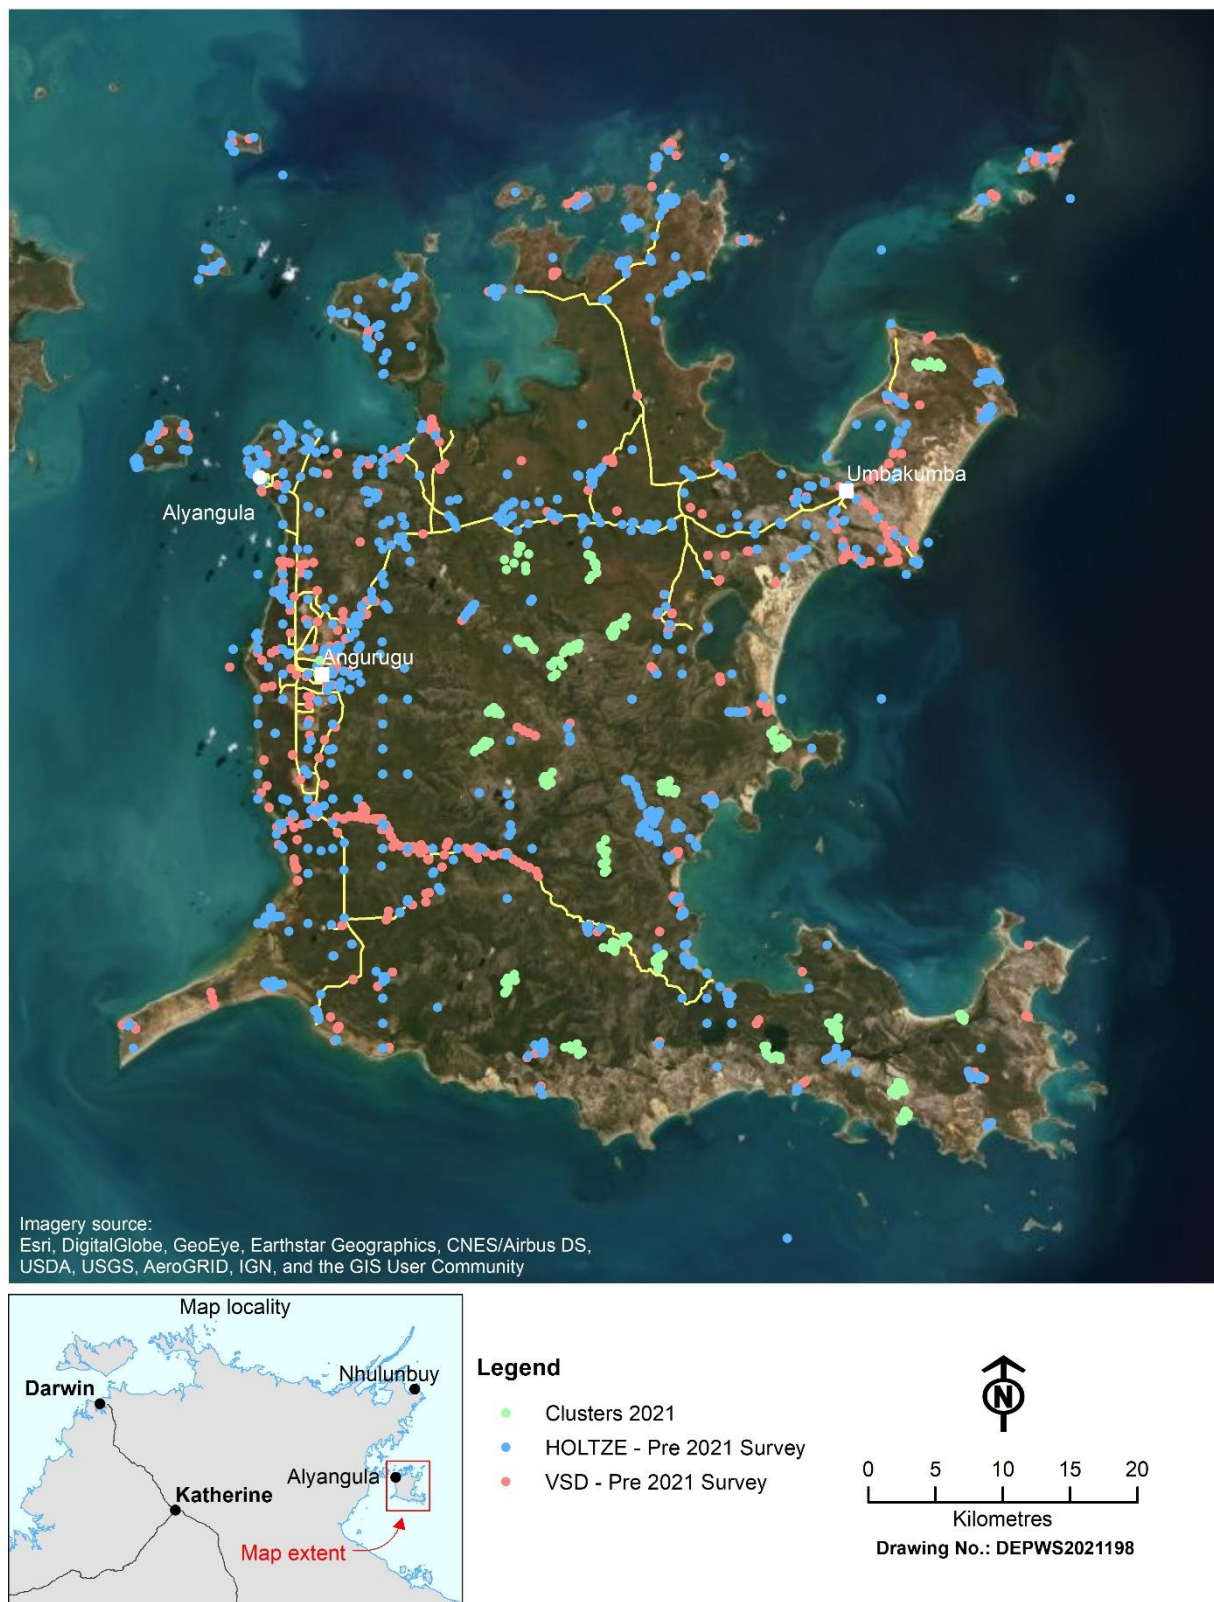 Umbakumba
Alyangula
Angurugu
Imagery source:
Esri, DigitalGlobe, GeoEye, Earthstar Geographics, CNES/Airbus DS,
USDA, USGS, AeroGRID, IGN, and the GIS User Community
Map locality
Nhulunbuy
Darwin
Alyangula
Katherine
Map extent
Legend
Clusters 2021
HOLTZE - Pre 2021 Survey
VSD - Pre 2021 Survey
N
0 5 10 15 20
Kilometres
Drawing No.: DEPWS2021198